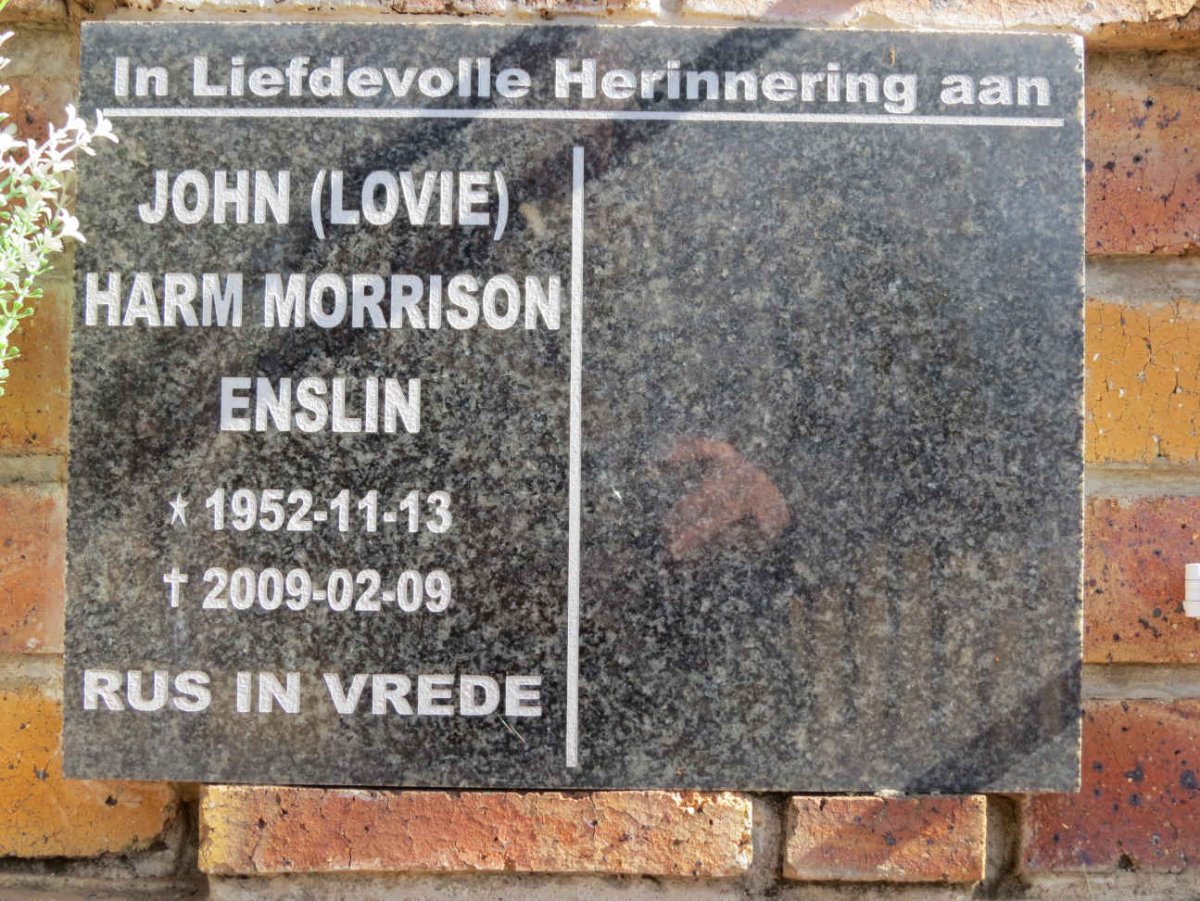 In Liefdevolle Herinnering aan
JOHN (LOVIE)
HARM MORRISON
ENSLIN
* 1952-11-13
† 2009-02-09
RUS IN VREDE